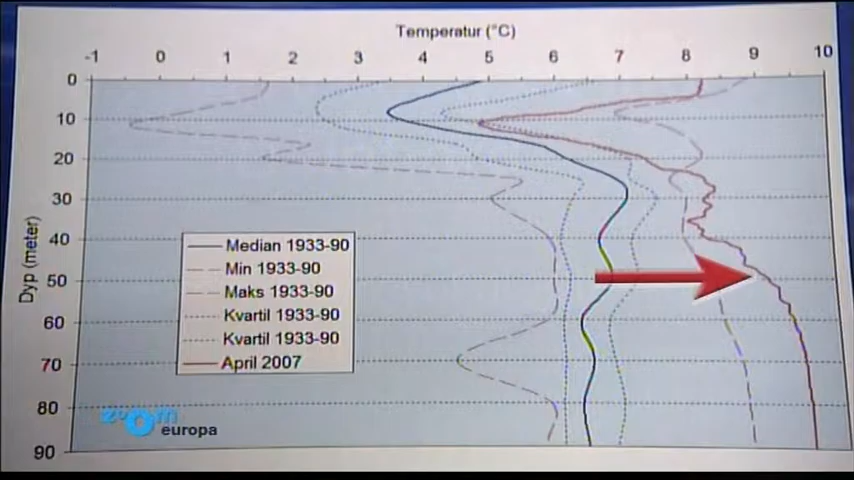 Temperatur (°C)
-1 0 1 2 3 4 5 6 7 8 9 10
0
10
20
30
40
50
60
70
80
90
Dyp (meter)
Median 1933-90
Min 1933-90
Maks 1933-90
Kvartil 1933-90
Kvartil 1933-90
April 2007
zoom
europa